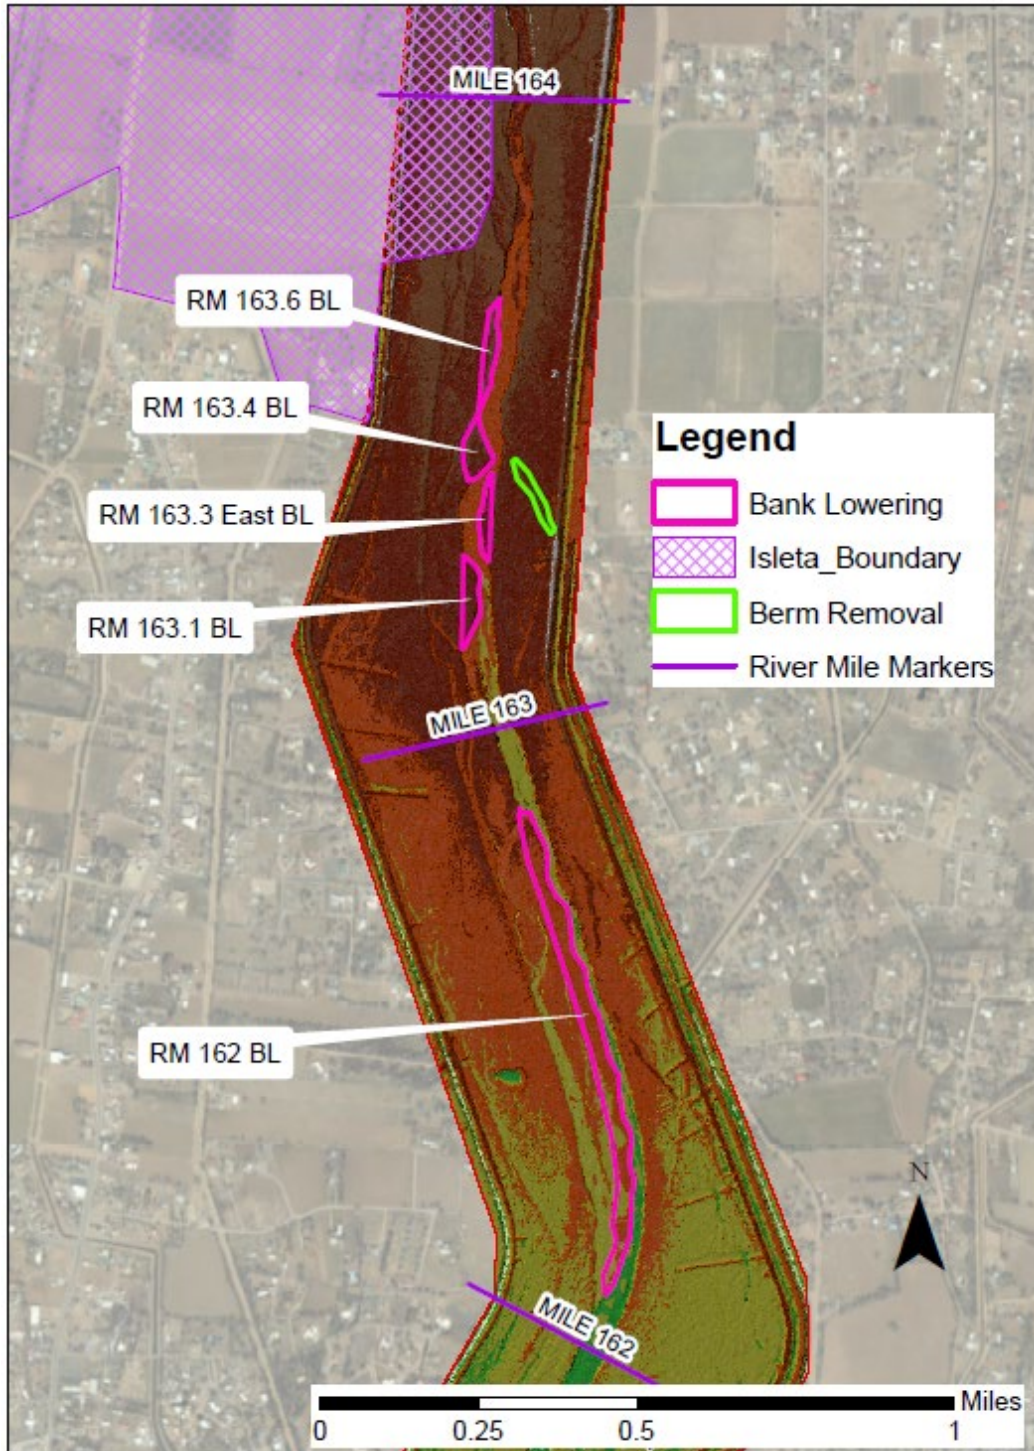 MILE 164
RM 163.6 BL
RM 163.4 BL
RM 163.3 East BL
RM 163.1 BL
Legend
Bank Lowering
Isleta_Boundary
Berm Removal
River Mile Markers
MILE 163
RM 162 BL
N
MILE 162
Miles
0 0.25 0.5 1